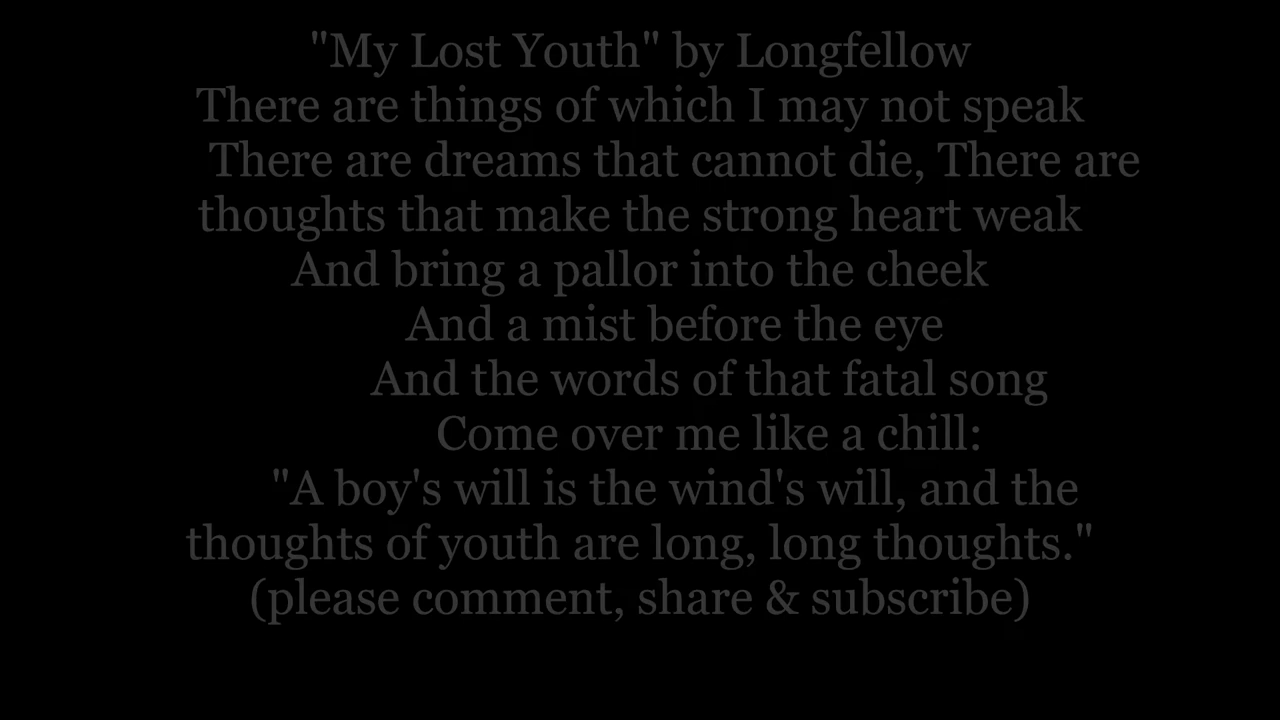 "My Lost Youth" by Longfellow
There are things of which I may not speak
There are dreams that cannot die, There are
thoughts that make the strong heart weak
And bring a pallor into the cheek
And a mist before the eye
And the words of that fatal song
Come over me like a chill:
"A boy's will is the wind's will, and the
thoughts of youth are long, long thoughts."
(please comment, share & subscribe)